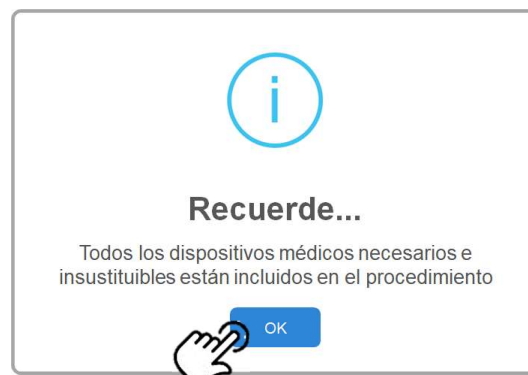 Recuerde...
Todos los dispositivos médicos necesarios e
insustituibles están incluidos en el procedimiento
OK